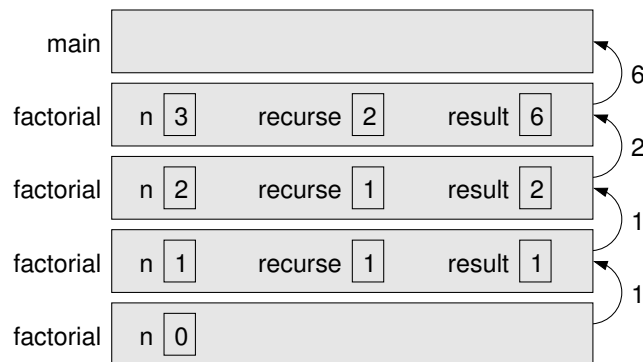 main
6
factorial n 3 recurse 2 result 6
2
factorial n 2 recurse 1 result 2
1
factorial n 1 recurse 1 result 1
1
factorial n 0